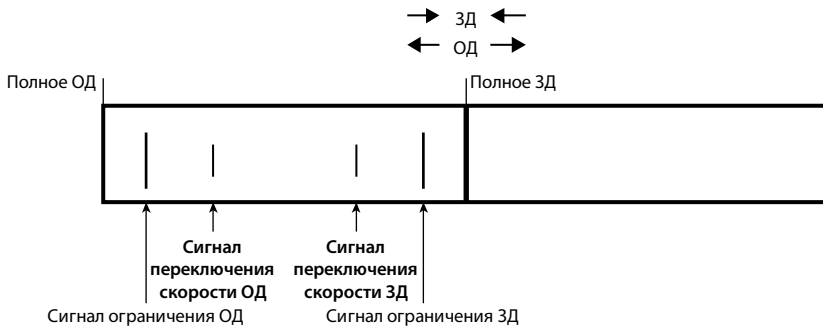 ЗД
ОД
Полное ОД
Полное ЗД
Сигнал
переключения
скорости ОД
Сигнал
переключения
скорости ЗД
Сигнал ограничения ОД
Сигнал ограничения ЗД